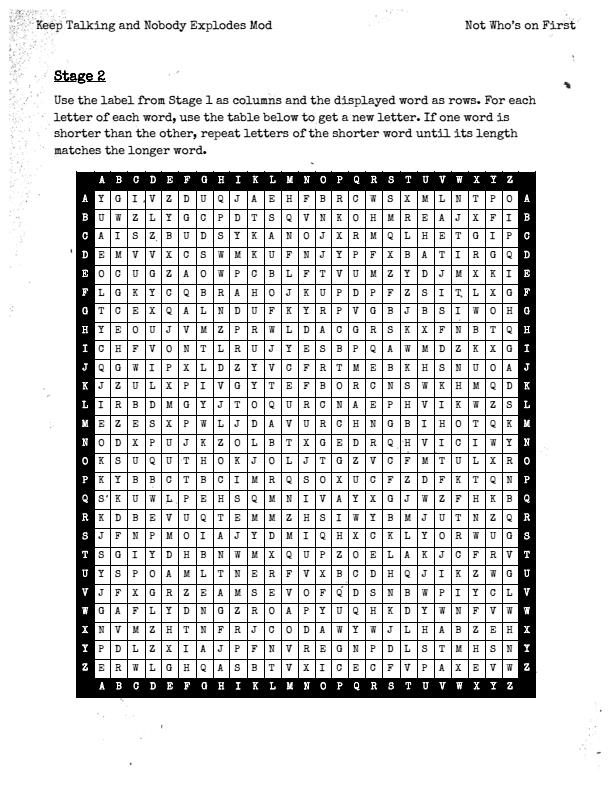 Keep Talking and Nobody Explodes Mod Not Who's on First
Stage 2
Use the label from Stage 1 as columns and the displayed word as rows. For each
letter of each word, use the table below to get a new letter. If one word is
shorter than the other, repeat letters of the shorter word until its length
matches the longer word.
A B C D E F G H I K L M N O P Q R S T U V W X Y Z
A Y G I V Z D U Q J A E H F B R C W S X M L N T P O A
B U W Z L Y G C P D T S Q V N K O H M R E A J X F I B
C A I S Z B U D S Y K A N O J X R M Q L H E T G I P C
D E M V V X C S W M K U F N J Y P F X B A T I R G Q D
E O C U G Z A O W P C B L F T V U M Z Y D J M X K I E
F L G K Y C Q B R A H O J K U P D P F Z S I T L X G F
G T C E X Q A L N D U F K Y R P V G B J B S I W O H G
H Y E O U J V M Z P R W L D A C G R S K X F N B T Q H
I C H F V O N T L R U J Y E S B P Q A W M D Z K X G I
J Q G W I P X L D Z Y V C F R T M E B K H S N U O A J
K J Z U L X P I V G Y T E F B O R C N S W K H M Q D K
L I R B D M G Y J T O Q U R C N A E P H V I K W Z S L
M E Z E S X P W L J D A V U R C H N G B I H O T Q K M
N O D X P U J K Z O L B T X G E D R Q H V I C I W Y N
O K S U Q U T H O K J O L J T G Z V C F M T U L X R O
P K Y B B C T B C I M R Q S O X U C F Z D F K T Q N P
Q S K U W L P E H S Q M N I V A Y X G J W Z F H K B Q
R K D B E V U Q T E M M Z H S I W Y B M J U T N Z Q R
S J F N P M O I A J Y D M I Q H X C K L Y O R W U G S
T S G I Y D H B N W M X Q U P Z O E L A K J C F R V T
U Y S P O A M L T N E R F V X B C D H Q J I K Z W G U
V J F X G R Z E A M S E V O F Q D S N B W P I Y C L V
W G A F L Y D N G Z R O A P Y U Q H K D Y W N F V W W
X N V M Z H T N F R J C O D A W Y W J L H A B Z E H X
Y P D L Z X I A J P F N V R E G N P D L S T M H S N Y
Z E R W L G H Q A S B T V X I C E C F V P A X E V W Z
A B C D E F G H I K L M N O P Q R S T U V W X Y Z